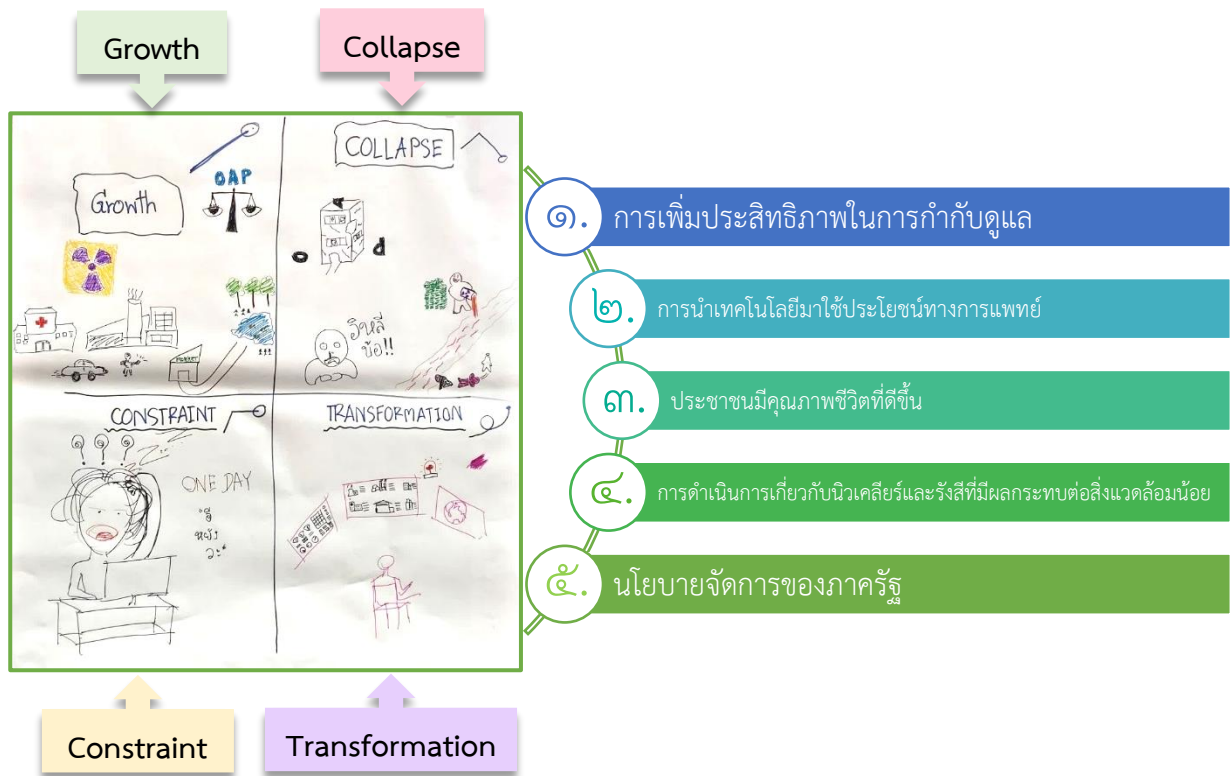 Growth
Collapse
Growth
OAP
MARKET
COLLAPSE
อิหลี
บ้อ!!
CONSTRAINT
ONE DAY
TRANSFORMATION
๑. การเพิ่มประสิทธิภาพในการกำกับดูแล
๒. การนำเทคโนโลยีมาใช้ประโยชน์ทางการแพทย์
๓. ประชาชนมีคุณภาพชีวิตที่ดีขึ้น
๔. การดำเนินการเกี่ยวกับนิวเคลียร์และรังสีที่มีผลกระทบต่อสิ่งแวดล้อมน้อย
๕. นโยบายจัดการของภาครัฐ
Constraint
Transformation